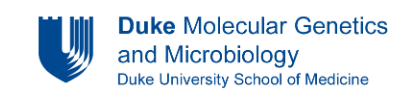 Duke Molecular Genetics
and Microbiology
Duke University School of Medicine